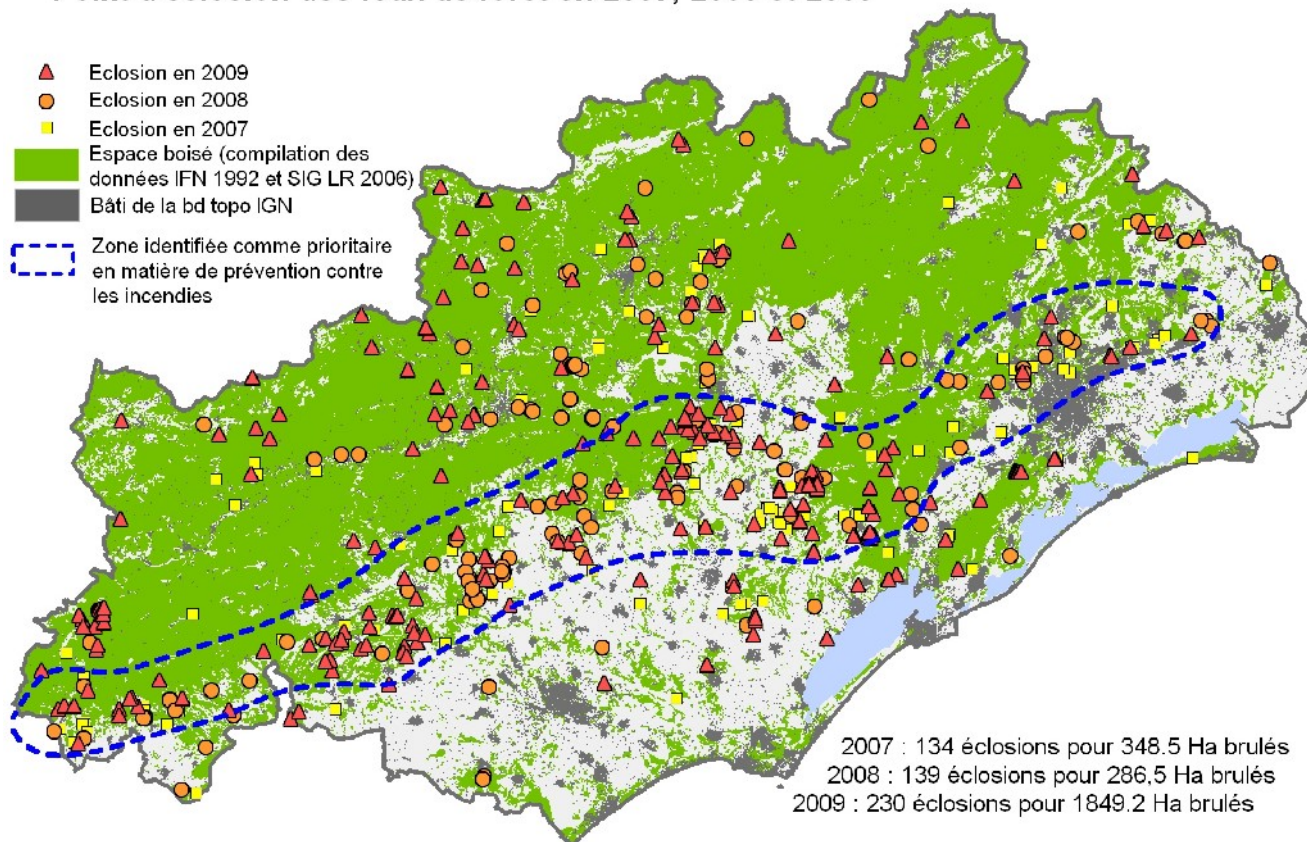 Eclosion en 2009
Eclosion en 2008
Eclosion en 2007
Espace boisé (compilation des
données IFN 1992 et SIG LR 2006)
Bâti de la bd topo IGN
Zone identifiée comme prioritaire
en matière de prévention contre
les incendies
2007 : 134 éclosions pour 348.5 Ha brulés
2008 : 139 éclosions pour 286,5 Ha brulés
2009 : 230 éclosions pour 1849.2 Ha brulés